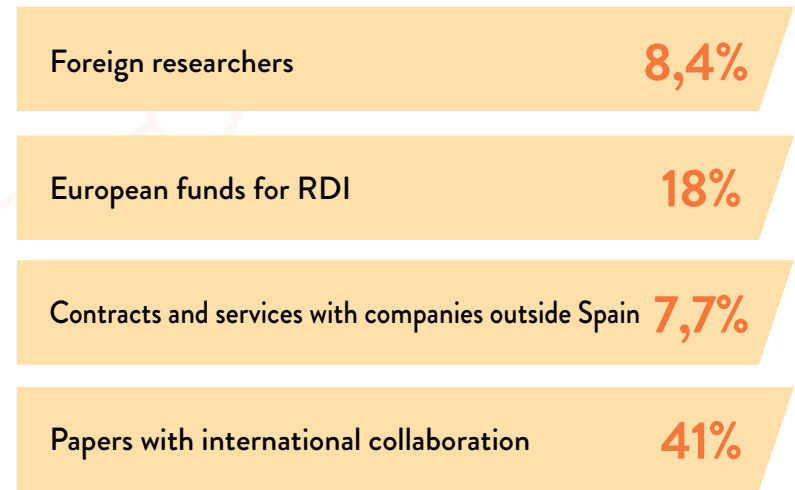 Foreign researchers 8,4%
European funds for RDI 18%
Contracts and services with companies outside Spain 7,7%
Papers with international collaboration 41%